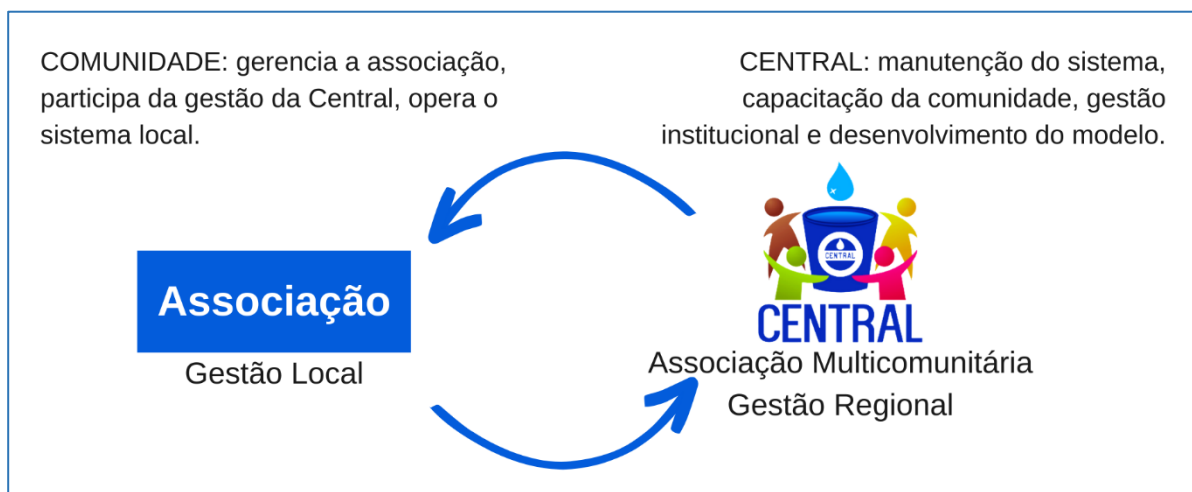 COMUNIDADE: gerencia a associação,
participa da gestão da Central, opera o
sistema local.
CENTRAL: manutenção do sistema,
capacitação da comunidade, gestão
institucional e desenvolvimento do modelo.
Associação
Gestão Local
CENTRAL
CENTRAL
Associação Multicomunitária
Gestão Regional